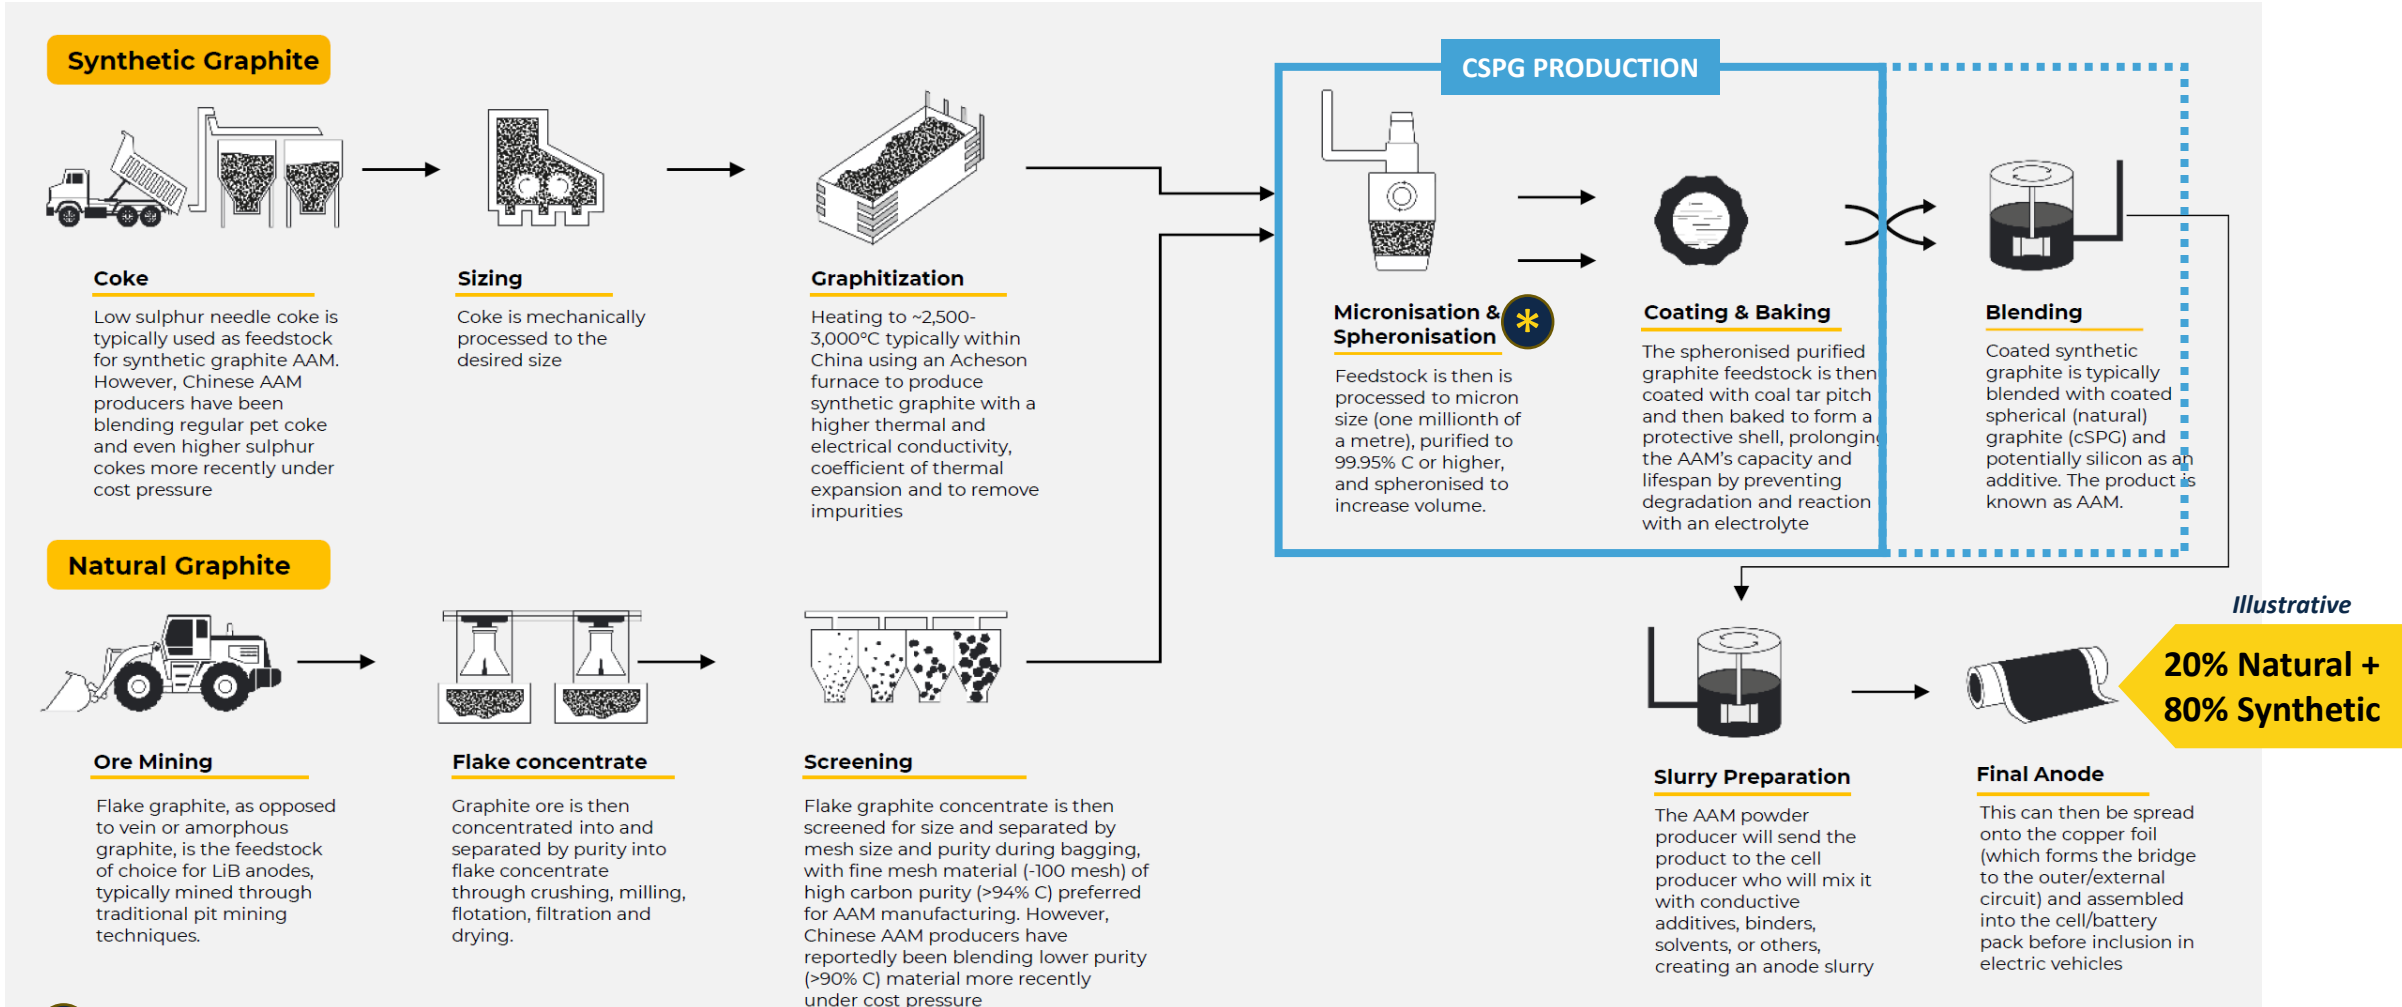 Synthetic Graphite
CSPG PRODUCTION
Coke
Low sulphur needle coke is
typically used as feedstock
for synthetic graphite AAM.
However, Chinese AAM
producers have been
blending regular pet coke
and even higher sulphur
cokes more recently under
cost pressure
Sizing
Coke is mechanically
processed to the
desired size
Graphitization
Heating to ~2,500-
3,000°C typically within
China using an Acheson
furnace to produce
synthetic graphite with a
higher thermal and
electrical conductivity,
coefficient of thermal
expansion and to remove
impurities
Micronisation &
Spheronisation
*
Feedstock is then is
processed to micron
size (one millionth of
a metre), purified to
99.95% C or higher,
and spheronised to
increase volume.
Coating & Baking
The spheronised purified
graphite feedstock is then
coated with coal tar pitch
and then baked to form a
protective shell, prolonging
the AAM's capacity and
lifespan by preventing
degradation and reaction
with an electrolyte
Blending
Coated synthetic
graphite is typically
blended with coated
spherical (natural)
graphite (cSPG) and
potentially silicon as an
additive. The product is
known as AAM.
Natural Graphite
Ore Mining
Flake graphite, as opposed
to vein or amorphous
graphite, is the feedstock
of choice for LiB anodes,
typically mined through
traditional pit mining
techniques.
Flake concentrate
Graphite ore is then
concentrated into and
separated by purity into
flake concentrate
through crushing, milling,
flotation, filtration and
drying.
Screening
Flake graphite concentrate is then
screened for size and separated by
mesh size and purity during bagging,
with fine mesh material (-100 mesh) of
high carbon purity (>94% C) preferred
for AAM manufacturing. However,
Chinese AAM producers have
reportedly been blending lower purity
(>90% C) material more recently
under cost pressure
Slurry Preparation
The AAM powder
producer will send the
product to the cell
producer who will mix it
with conductive
additives, binders,
solvents, or others,
creating an anode slurry
Final Anode
This can then be spread
onto the copper foil
(which forms the bridge
to the outer/external
circuit) and assembled
into the cell/battery
pack before inclusion in
electric vehicles
Illustrative
20% Natural +
80% Synthetic